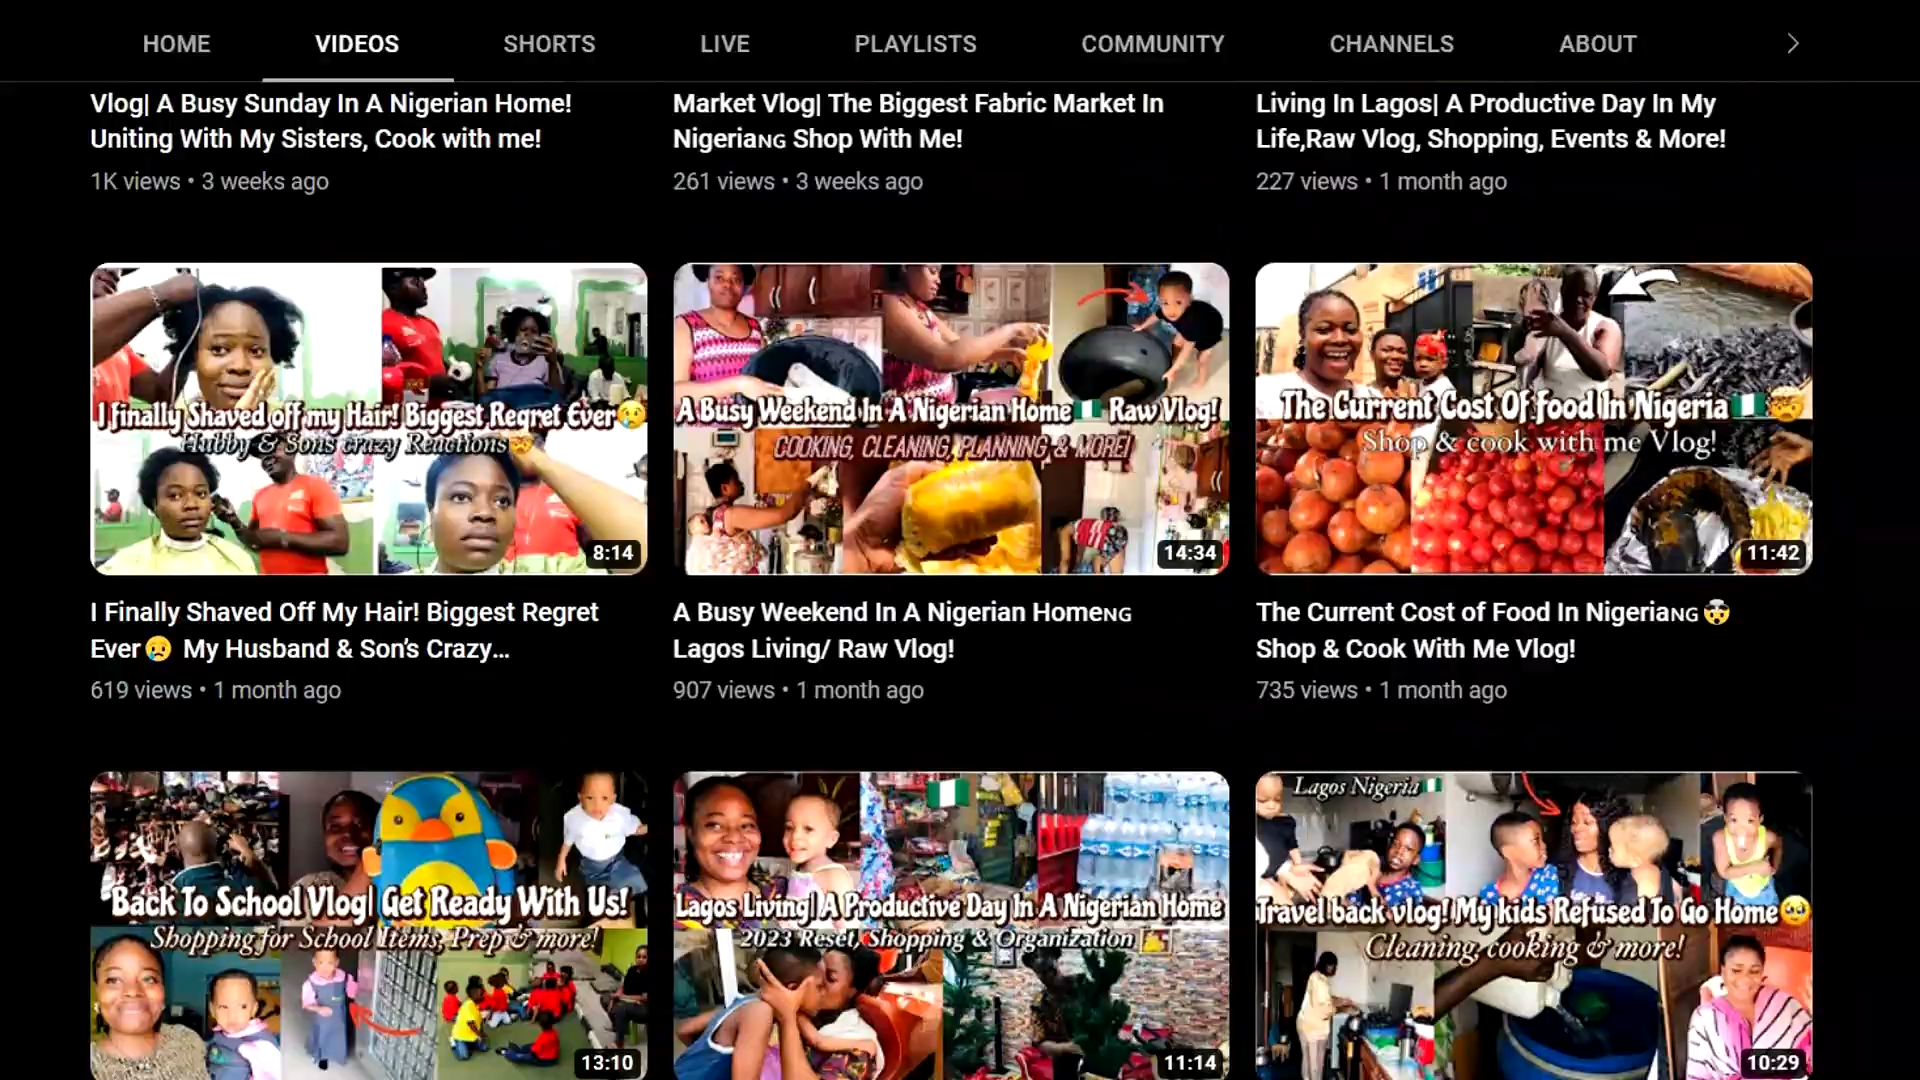 HOME VIDEOS SHORTS LIVE PLAYLISTS COMMUNITY CHANNELS ABOUT
Vlog| A Busy Sunday In A Nigerian Home!
Uniting With My Sisters, Cook with me!
1K views • 3 weeks ago
Market Vlog| The Biggest Fabric Market In
Nigeria🇳🇬 Shop With Me!
261 views • 3 weeks ago
Living In Lagos| A Productive Day In My
Life,Raw Vlog, Shopping, Events & More!
227 views • 1 month ago
I finally Shaved off my Hair! Biggest Regret Ever😢
Hubby & Sons crazy Reactions🤯
8:14
I Finally Shaved Off My Hair! Biggest Regret
Ever😢 My Husband & Son's Crazy...
619 views • 1 month ago
A Busy Weekend In A Nigerian Home🇳🇬 Raw Vlog!
COOKING, CLEANING, PLANNING, & MORE!
14:34
A Busy Weekend In A Nigerian Home🇳🇬
Lagos Living/ Raw Vlog!
907 views • 1 month ago
The Current Cost Of food In Nigeria🇳🇬🤯
Shop & cook with me Vlog!
11:42
The Current Cost of Food In Nigeria🇳🇬🤯
Shop & Cook With Me Vlog!
735 views • 1 month ago
Back To School Vlog| Get Ready With Us!
Shopping for School Items, Prep & more!
13:10
Lagos Living| A Productive Day In A Nigerian Home
2023 Reset, Shopping & Organization
11:14
Lagos Nigeria🇳🇬
Travel back vlog! My kids Refused To Go Home🥹
Cleaning, cooking & more!
10:29